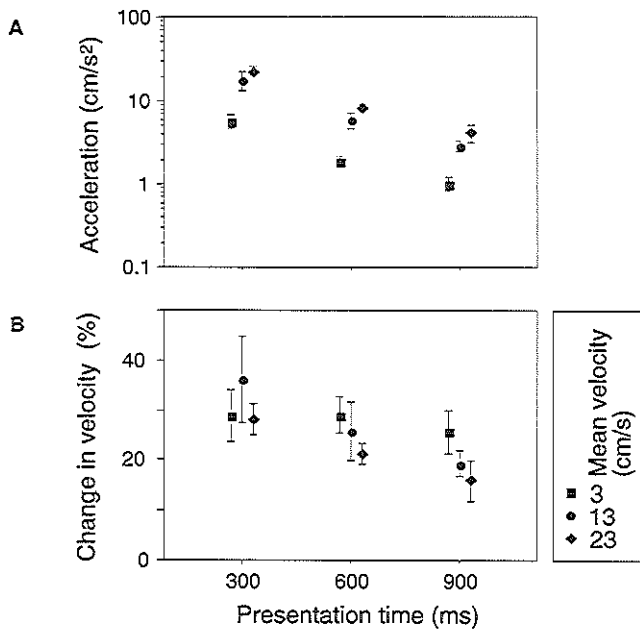 A
Acceleration (cm/s²)
100
10
1
0.1
B
Change in velocity (%)
40
20
0
300
600
900
Presentation time (ms)
Mean velocity
(cm/s)
3
13
23